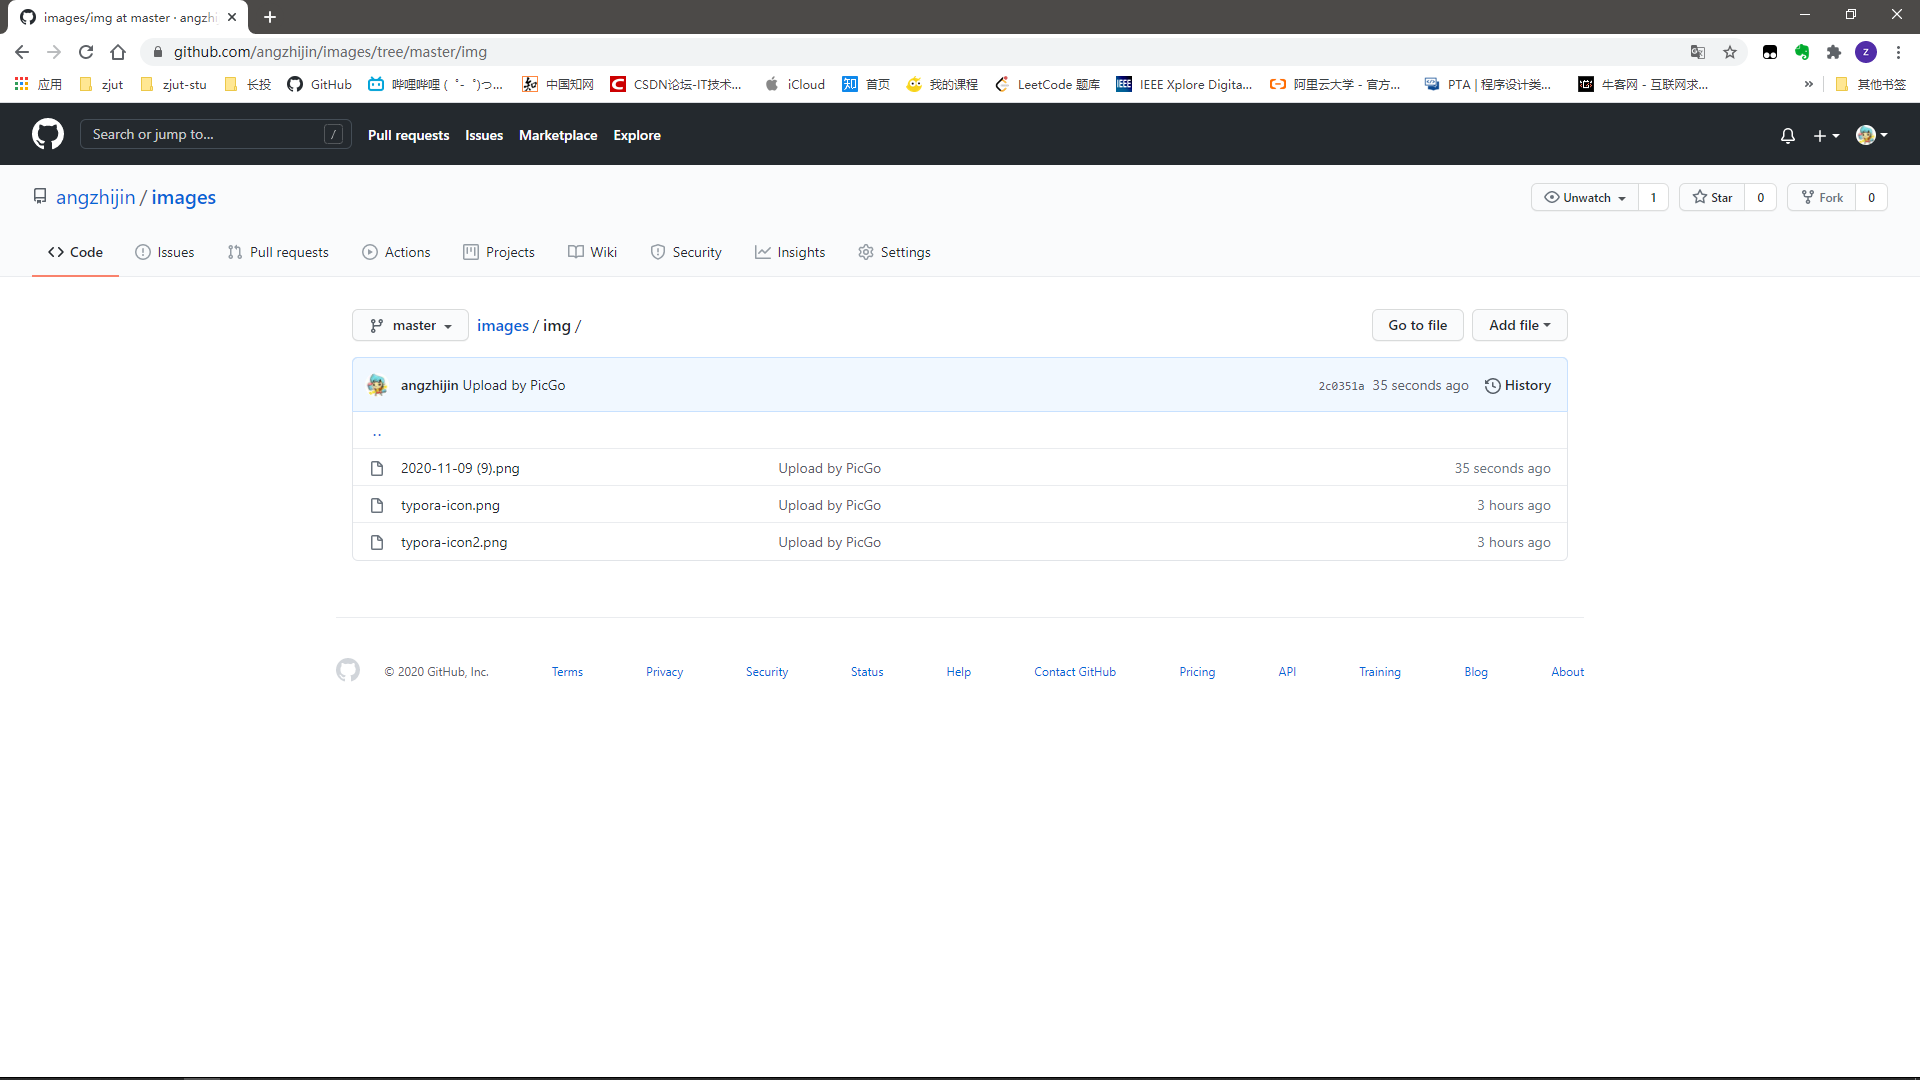 images/img at master · angzhi
github.com/angzhijin/images/tree/master/img
应用 zjut zjut-stu 长投 GitHub 哔哩哔哩 ( ゜- ゜)つ... 中国知网 CSDN论坛-IT技术... iCloud 首页 我的课程 LeetCode 题库 IEEE Xplore Digita... 阿里云大学 - 官方... PTA | 程序设计类... 牛客网 - 互联网求... » 其他书签
Search or jump to... / Pull requests Issues Marketplace Explore
angzhijin / images Unwatch 1 Star 0 Fork 0
Code Issues Pull requests Actions Projects Wiki Security Insights Settings
master images / img / Go to file Add file
angzhijin Upload by PicGo 2c0351a 35 seconds ago History
..
2020-11-09 (9).png Upload by PicGo 35 seconds ago
typora-icon.png Upload by PicGo 3 hours ago
typora-icon2.png Upload by PicGo 3 hours ago
© 2020 GitHub, Inc. Terms Privacy Security Status Help Contact GitHub Pricing API Training Blog About